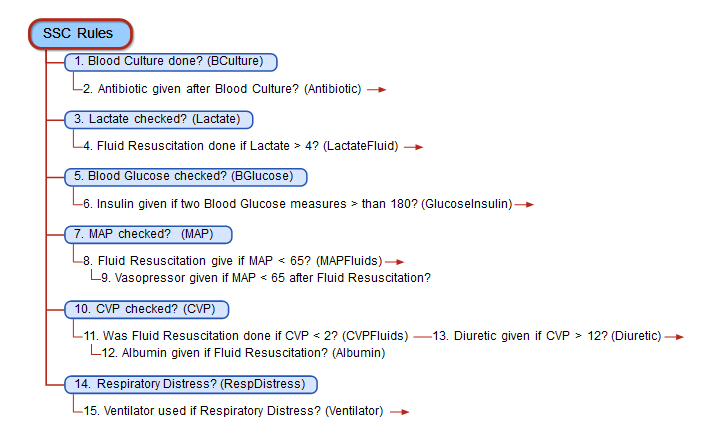 SSC Rules
1. Blood Culture done? (BCulture)
2. Antibiotic given after Blood Culture? (Antibiotic)
3. Lactate checked? (Lactate)
4. Fluid Resuscitation done if Lactate > 4? (LactateFluid)
5. Blood Glucose checked? (BGlucose)
6. Insulin given if two Blood Glucose measures > than 180? (GlucoseInsulin)
7. MAP checked? (MAP)
8. Fluid Resuscitation give if MAP < 65? (MAPFluids)
9. Vasopressor given if MAP < 65 after Fluid Resuscitation?
10. CVP checked? (CVP)
11. Was Fluid Resuscitation done if CVP < 2? (CVPFluids) 13. Diuretic given if CVP > 12? (Diuretic)
12. Albumin given if Fluid Resuscitation? (Albumin)
14. Respiratory Distress? (RespDistress)
15. Ventilator used if Respiratory Distress? (Ventilator)